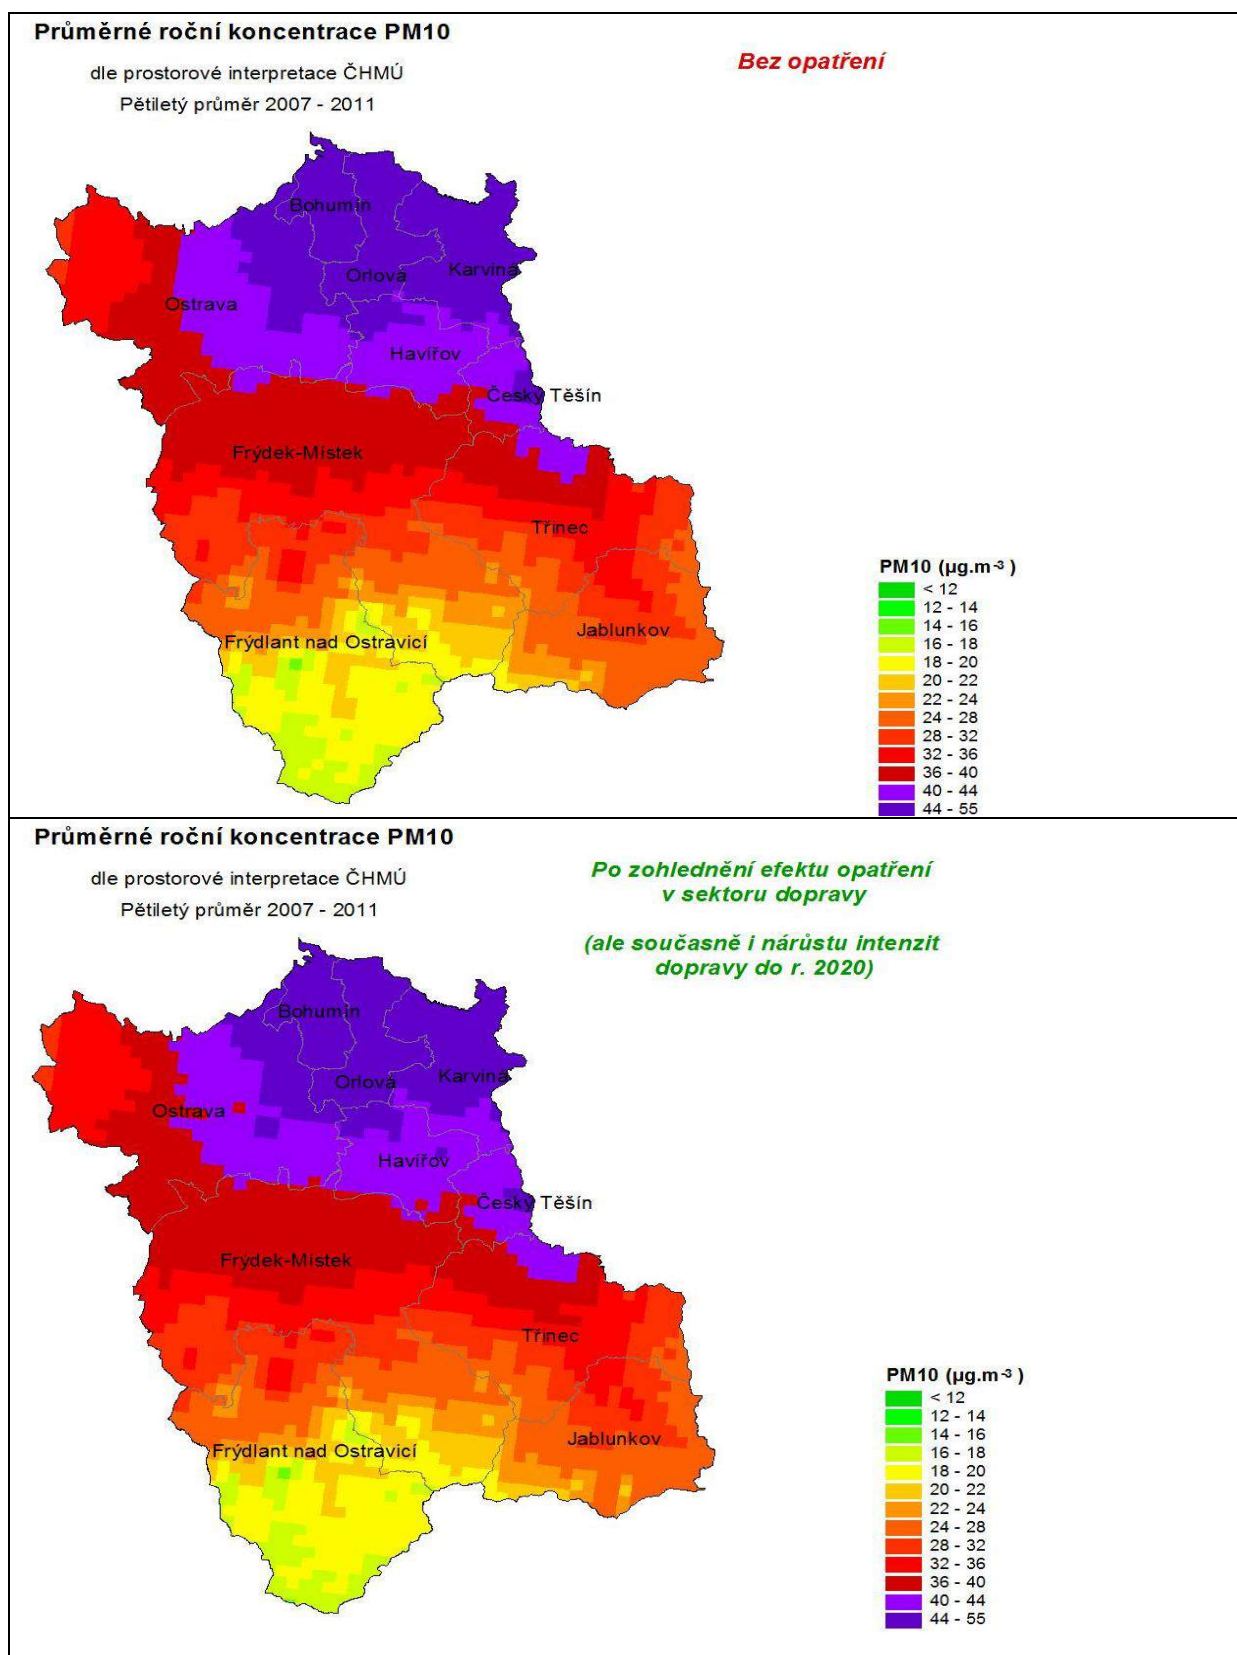 Průměrné roční koncentrace PM10
Bez opatření
dle prostorové interpretace ČHMÚ
Pětiletý průměr 2007 - 2011
Bohumín
Orlová
Karviná
Ostrava
Havířov
Český Těšín
Frýdek-Místek
Třinec
Frýdlant nad Ostravicí
Jablunkov
PM10 (µg.m-3 )
< 12
12 - 14
14 - 16
16 - 18
18 - 20
20 - 22
22 - 24
24 - 28
28 - 32
32 - 36
36 - 40
40 - 44
44 - 55
Průměrné roční koncentrace PM10
dle prostorové interpretace ČHMÚ
Pětiletý průměr 2007 - 2011
Po zohlednění efektu opatření
v sektoru dopravy
(ale současně i nárůstu intenzit
dopravy do r. 2020)
Bohumín
Orlová
Karviná
Ostrava
Havířov
Český Těšín
Frýdek-Místek
Třinec
Frýdlant nad Ostravicí
Jablunkov
PM10 (µg.m-3 )
< 12
12 - 14
14 - 16
16 - 18
18 - 20
20 - 22
22 - 24
24 - 28
28 - 32
32 - 36
36 - 40
40 - 44
44 - 55